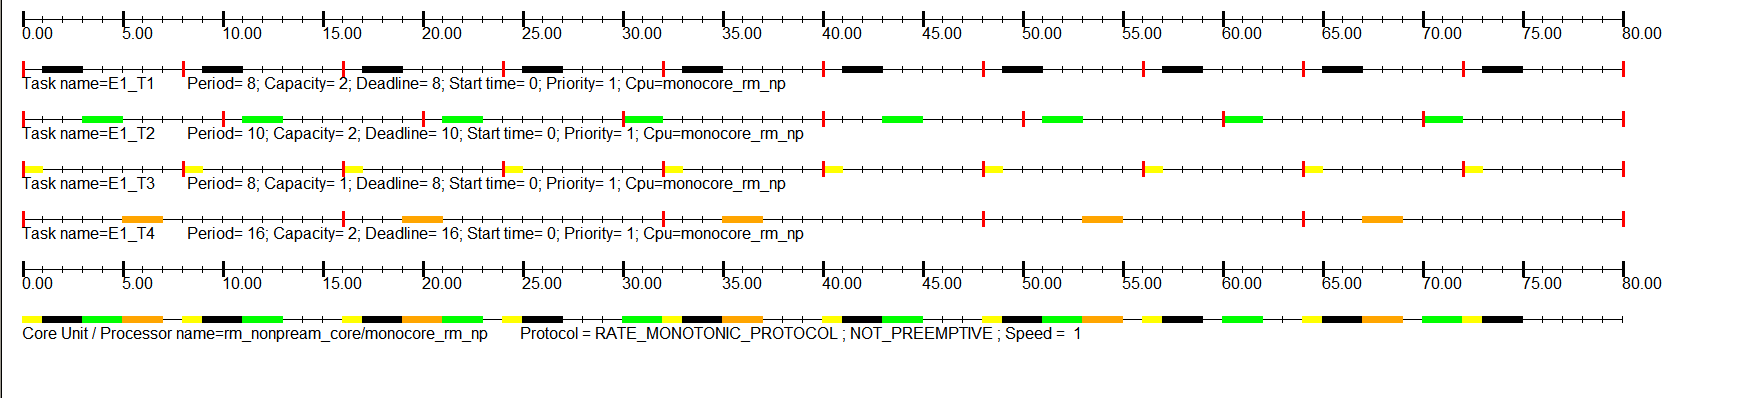 0.00 5.00 10.00 15.00 20.00 25.00 30.00 35.00 40.00 45.00 50.00 55.00 60.00 65.00 70.00 75.00 80.00
Task name=E1_T1 Period= 8; Capacity= 2; Deadline= 8; Start time= 0; Priority= 1; Cpu=monocore_rm_np
Task name=E1_T2 Period= 10; Capacity= 2; Deadline= 10; Start time= 0; Priority= 1; Cpu=monocore_rm_np
Task name=E1_T3 Period= 8; Capacity= 1; Deadline= 8; Start time= 0; Priority= 1; Cpu=monocore_rm_np
Task name=E1_T4 Period= 16; Capacity= 2; Deadline= 16; Start time= 0; Priority= 1; Cpu=monocore_rm_np
0.00 5.00 10.00 15.00 20.00 25.00 30.00 35.00 40.00 45.00 50.00 55.00 60.00 65.00 70.00 75.00 80.00
Core Unit / Processor name=rm_nonpream_core/monocore_rm_np Protocol = RATE_MONOTONIC_PROTOCOL ; NOT_PREEMPTIVE ; Speed = 1